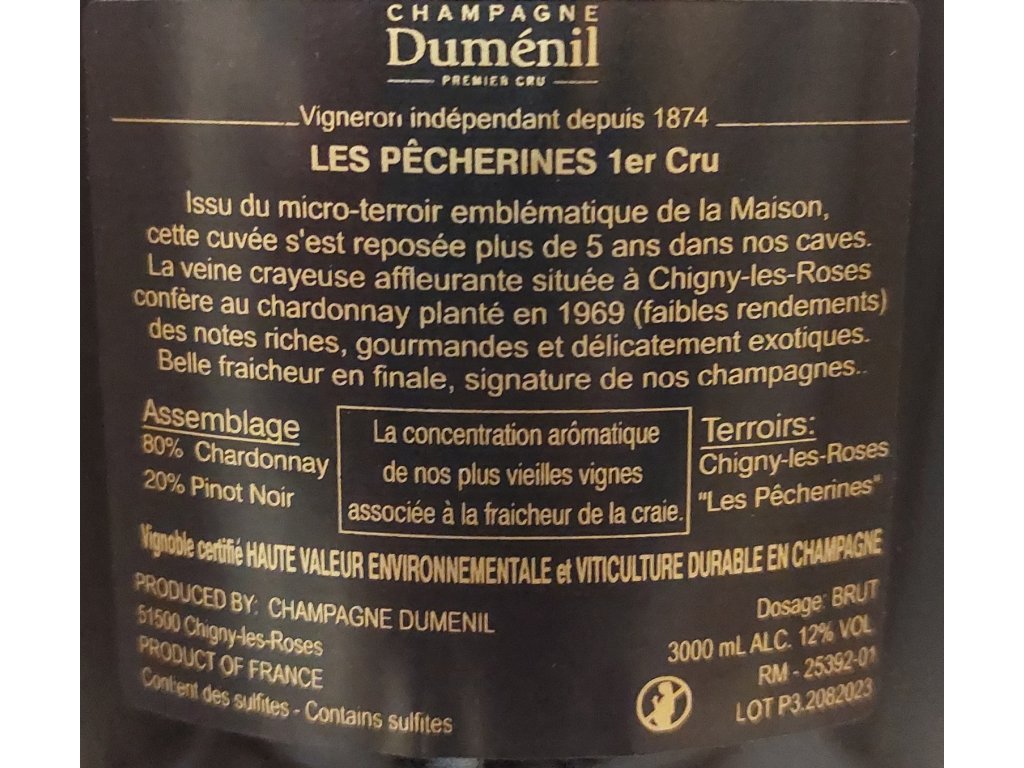 CHAMPAGNE
Duménil
PREMIER CRU
Vigneron indépendant depuis 1874
LES PÊCHERINES 1er Cru
Issu du micro-terroir emblématique de la Maison,
cette cuvée s'est reposée plus de 5 ans dans nos caves.
La veine crayeuse affleurante située à Chigny-les-Roses
confère au chardonnay planté en 1969 (faibles rendements)
des notes riches, gourmandes et délicatement exotiques.
Belle fraicheur en finale, signature de nos champagnes..
Assemblage
80% Chardonnay
20% Pinot Noir
La concentration arômatique
de nos plus vieilles vignes
associée à la fraicheur de la craie.
Terroirs:
Chigny-les-Roses
"Les Pêcherines"
Vignoble certifié HAUTE VALEUR ENVIRONNEMENTALE et VITICULTURE DURABLE EN CHAMPAGNE
PRODUCED BY: CHAMPAGNE DUMENIL
51500 Chigny-les-Roses
PRODUCT OF FRANCE
Contient des sulfites - Contains sulfites
Dosage: BRUT
3000 mL ALC. 12% VOL
RM - 25392-01
LOT P3.2082023